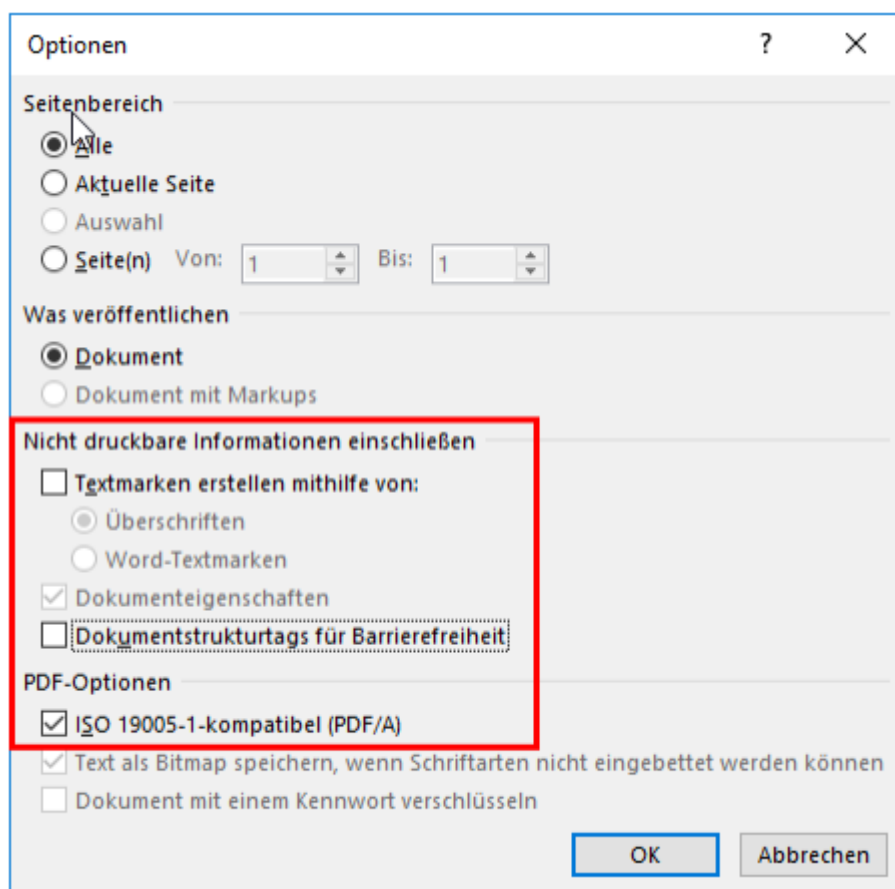 Optionen ?
Seitenbereich
Alle
Aktuelle Seite
Auswahl
Seite(n) Von: 1 Bis: 1
Was veröffentlichen
Dokument
Dokument mit Markups
Nicht druckbare Informationen einschließen
Textmarken erstellen mithilfe von:
Überschriften
Word-Textmarken
Dokumenteigenschaften
Dokumentstrukturtags für Barrierefreiheit
PDF-Optionen
ISO 19005-1-kompatibel (PDF/A)
Text als Bitmap speichern, wenn Schriftarten nicht eingebettet werden können
Dokument mit einem Kennwort verschlüsseln
OK Abbrechen